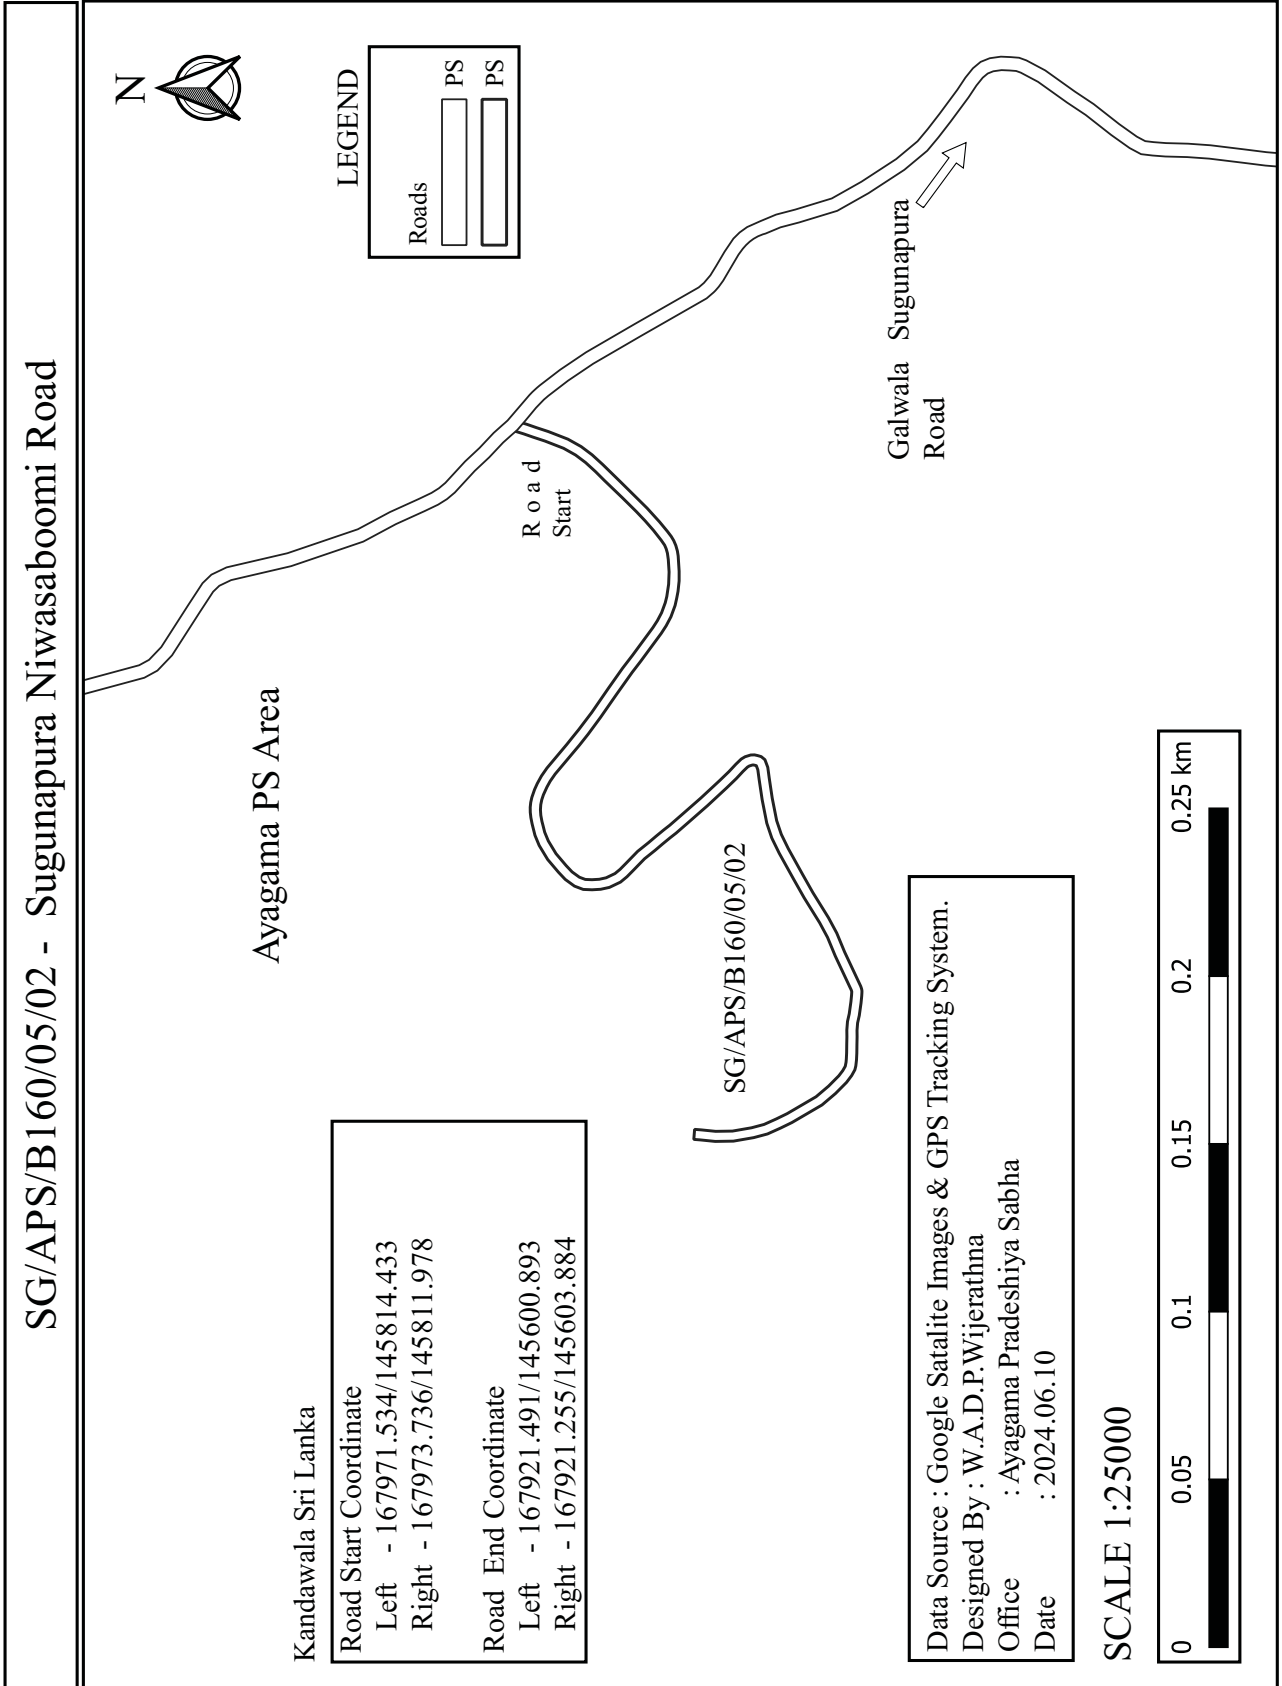 SG/APS/B160/05/02 - Sugunapura Niwasaboomi Road
N
LEGEND
Roads
PS
PS
Ayagama PS Area
R o a d
Start
Galwala Sugunapura
Road
SG/APS/B160/05/02
Kandawala Sri Lanka
Road Start Coordinate
Left - 167971.534/145814.433
Right - 167973.736/145811.978
Road End Coordinate
Left - 167921.491/145600.893
Right - 167921.255/145603.884
Data Source : Google Satalite Images & GPS Tracking System.
Designed By : W.A.D.P.Wijerathna
Office : Ayagama Pradeshiya Sabha
Date : 2024.06.10
SCALE 1:25000
0 0.05 0.1 0.15 0.2 0.25 km